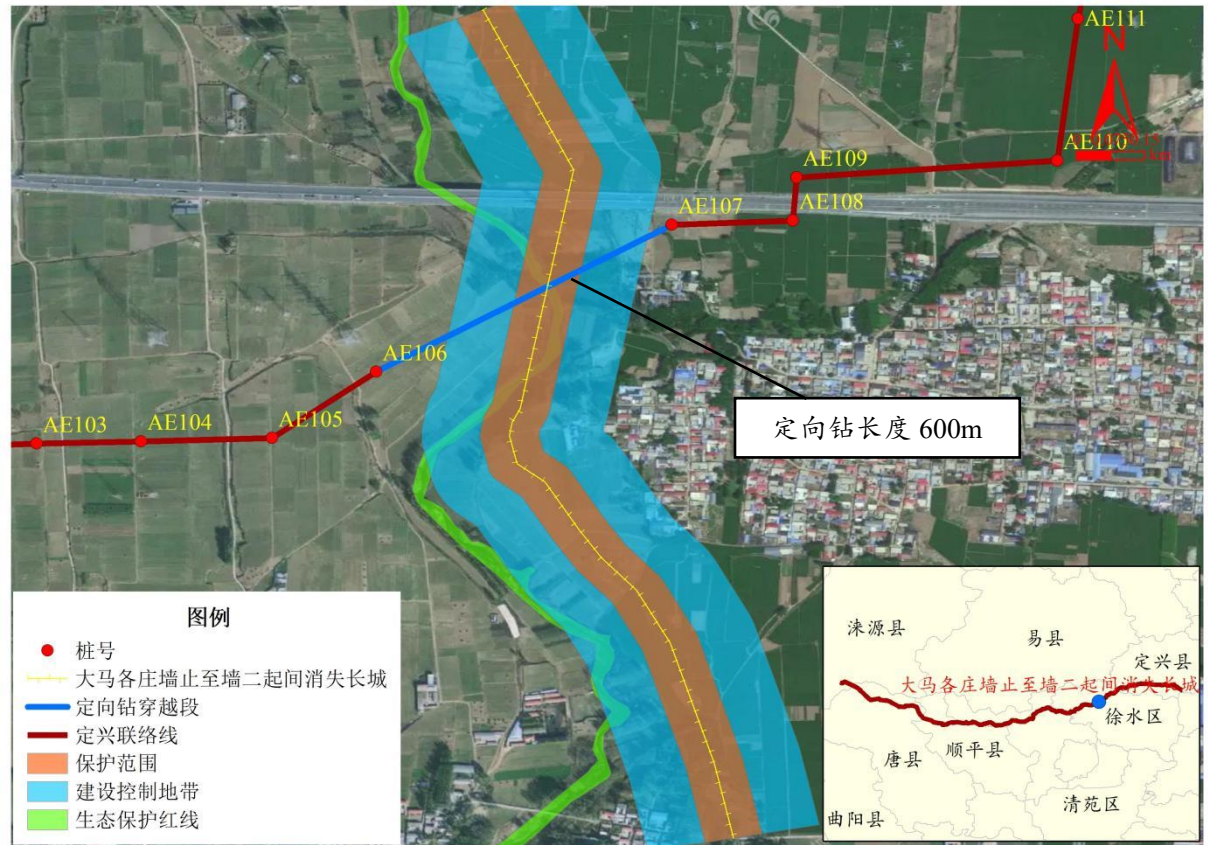 AE111
N
AE110
AE109
AE108
AE107
AE106
AE105
AE104
AE103
定向钻长度 600m
图例
桩号
大马各庄墙止至墙二起间消失长城
定向钻穿越段
定兴联络线
保护范围
建设控制地带
生态保护红线
涞源县
易县
定兴县
大马各庄墙止至墙二起间消失长城
徐水区
顺平县
唐县
清苑区
曲阳县